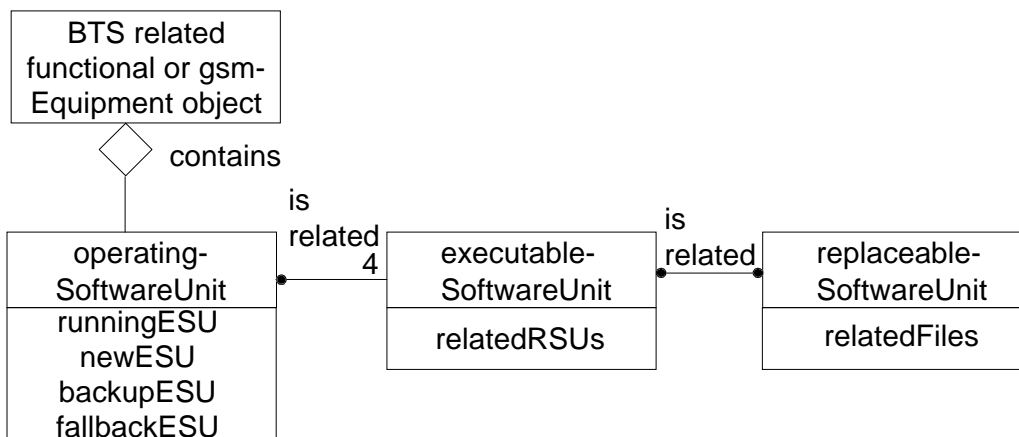 BTS related
functional or gsm-
Equipment object
contains
is
related
4
is
related
operating-
SoftwareUnit
runningESU
newESU
backupESU
fallbackESU
executable-
SoftwareUnit
relatedRSUs
replaceable-
SoftwareUnit
relatedFiles